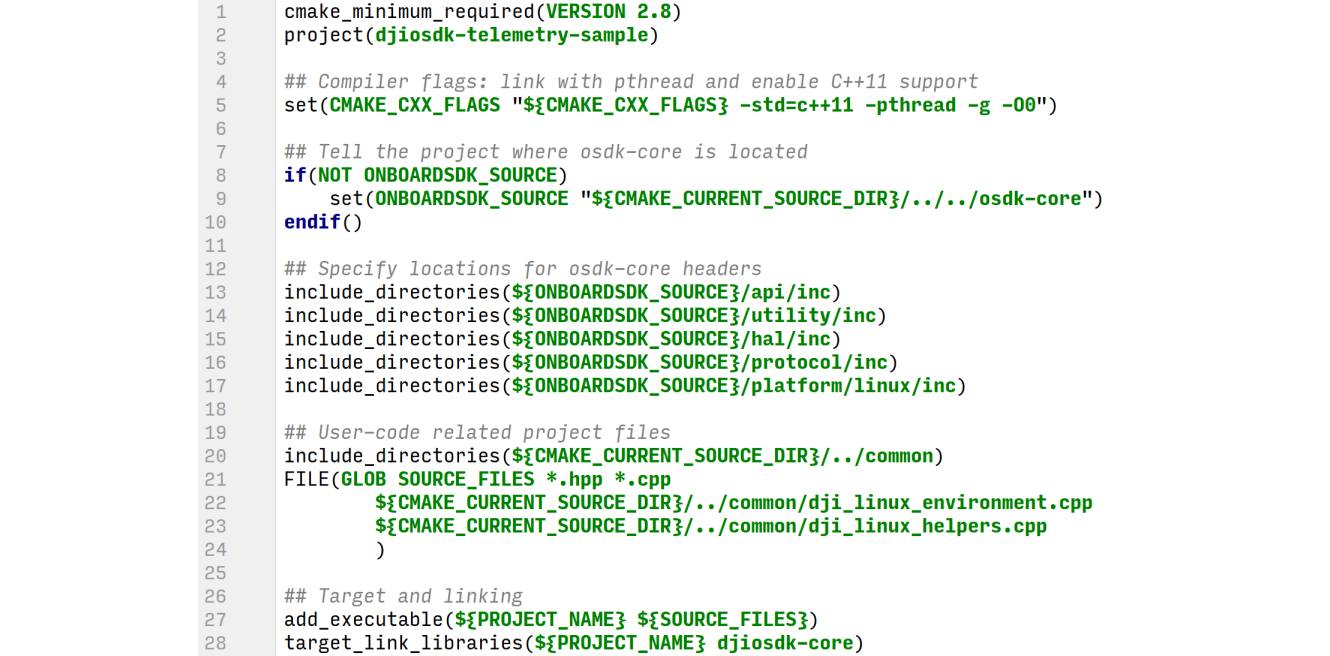 1 cmake_minimum_required(VERSION 2.8)
2 project(djiosdk-telemetry-sample)
3
4 ## Compiler flags: link with pthread and enable C++11 support
5 set(CMAKE_CXX_FLAGS "${CMAKE_CXX_FLAGS} -std=c++11 -pthread -g -O0")
6
7 ## Tell the project where osdk-core is located
8 if(NOT ONBOARDSDK_SOURCE)
9     set(ONBOARDSDK_SOURCE "${CMAKE_CURRENT_SOURCE_DIR}/../../osdk-core")
10 endif()
11
12 ## Specify locations for osdk-core headers
13 include_directories(${ONBOARDSDK_SOURCE}/api/inc)
14 include_directories(${ONBOARDSDK_SOURCE}/utility/inc)
15 include_directories(${ONBOARDSDK_SOURCE}/hal/inc)
16 include_directories(${ONBOARDSDK_SOURCE}/protocol/inc)
17 include_directories(${ONBOARDSDK_SOURCE}/platform/linux/inc)
18
19 ## User-code related project files
20 include_directories(${CMAKE_CURRENT_SOURCE_DIR}/../common)
21 FILE(GLOB SOURCE_FILES *.hpp *.cpp
22         ${CMAKE_CURRENT_SOURCE_DIR}/../common/dji_linux_environment.cpp
23         ${CMAKE_CURRENT_SOURCE_DIR}/../common/dji_linux_helpers.cpp
24         )
25
26 ## Target and linking
27 add_executable(${PROJECT_NAME} ${SOURCE_FILES})
28 target_link_libraries(${PROJECT_NAME} djiosdk-core)